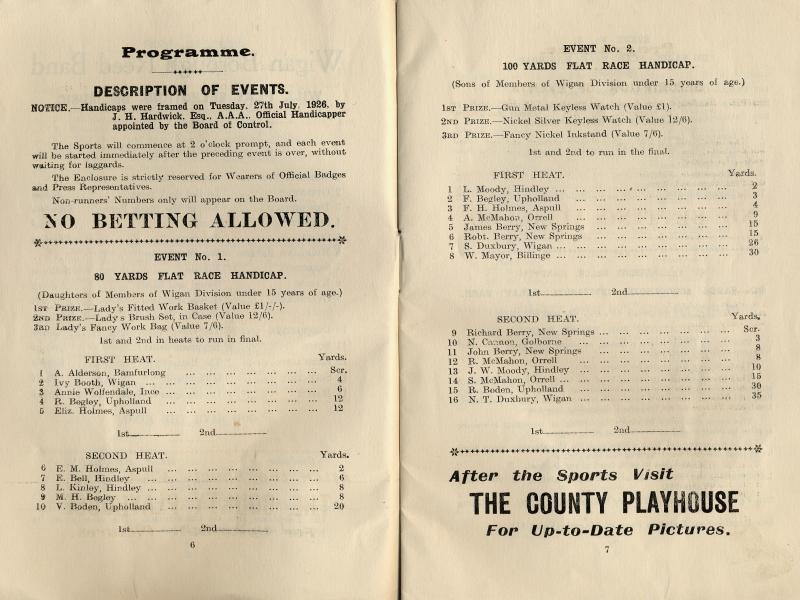 Programme.
DESCRIPTION OF EVENTS.
NOTICE.—Handicaps were framed on Tuesday, 27th July, 1926, by
J. H. Hardwick, Esq., A.A.A., Official Handicapper
appointed by the Board of Control.
The Sports will commence at 2 o'clock prompt, and each event
will be started immediately after the preceding event is over, without
waiting for laggards.
The Enclosure is strictly reserved for Wearers of Official Badges
and Press Representatives.
Non-runners' Numbers only will appear on the Board.
NO BETTING ALLOWED.
EVENT No. 1.
80 YARDS FLAT RACE HANDICAP.
(Daughters of Members of Wigan Division under 15 years of age.)
1ST PRIZE.—Lady's Fitted Work Basket (Value £1/-/-).
2ND PRIZE.—Lady s Brush Set, in Case (Value 12/6).
3RD Lady's Fancy Work Bag (Value 7/6).
1st and 2nd in heats to run in final.
FIRST HEAT. Yards.
1 A. Alderson, Bamfurlong ... Scr.
2 Ivy Booth, Wigan ... 4
3 Annie Wolfendale, Ince ... 6
4 R. Begley, Upholland ... 12
5 Eliz. Holmes, Aspull ... 12
1st 2nd
SECOND HEAT. Yards.
6 E. M. Holmes, Aspull ... 2
7 E. Bell, Hindley ... 6
8 L. Kinley, Hindley ... 8
9 M. H. Begley ... 8
10 V. Boden, Upholland ... 20
1st 2nd
6
EVENT No. 2.
100 YARDS FLAT RACE HANDICAP.
(Sons of Members of Wigan Division under 15 years of age.)
1ST PRIZE.—Gun Metal Keyless Watch (Value £1).
2ND PRIZE.—Nickel Silver Keyless Watch (Value 12/6).
3RD PRIZE.—Fancy Nickel Inkstand (Value 7/6).
1st and 2nd to run in the final.
FIRST HEAT. Yards.
1 L. Moody, Hindley ... 2
2 F. Begley, Upholland ... 3
3 F. H. Holmes, Aspull ... 4
4 A. McMahon, Orrell ... 9
5 James Berry, New Springs ... 15
6 Robt. Berry, New Springs ... 15
7 S. Duxbury, Wigan ... 26
8 W. Mayor, Billinge ... 30
1st 2nd
SECOND HEAT. Yards.
9 Richard Berry, New Springs ... Scr.
10 N. Cannon, Golborne ... 3
11 John Berry, New Springs ... 8
12 R. McMahon, Orrell ... 8
13 J. W. Moody, Hindley ... 10
14 S. McMahon, Orrell ... 15
15 R. Boden, Upholland ... 30
16 N. T. Duxbury, Wigan ... 35
1st 2nd
After the Sports Visit
THE COUNTY PLAYHOUSE
For Up-to-Date Pictures.
7